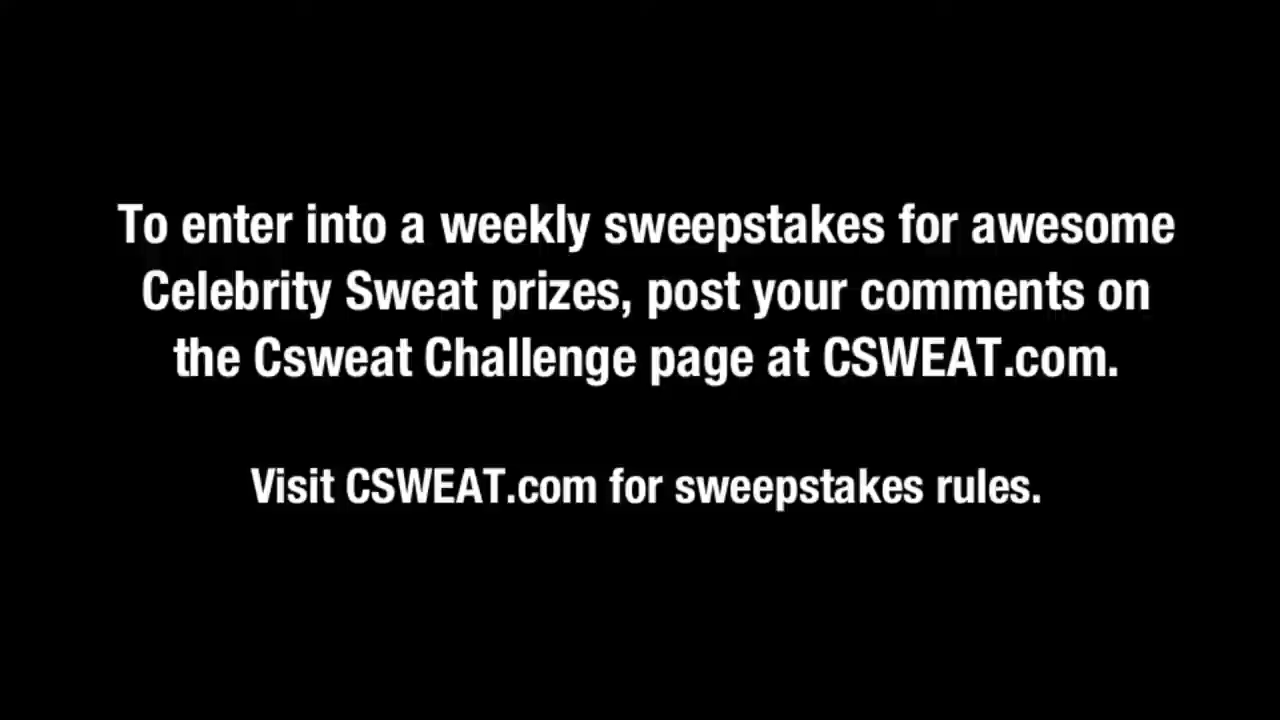 To enter into a weekly sweepstakes for awesome
Celebrity Sweat prizes, post your comments on
the Csweat Challenge page at CSWEAT.com.
Visit CSWEAT.com for sweepstakes rules.